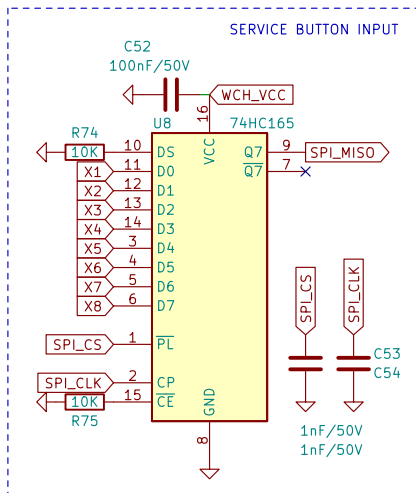 SERVICE BUTTON INPUT
C52
100nF/50V
WCH_VCC
16
U8
74HC165
VCC
R74
10K
10 DS
Q7 9 SPI_MISO
X1 11 D0
Q7 7
X2 12 D1
X3 13 D2
X4 14 D3
X5 3 D4
X6 4 D5
X7 5 D6
X8 6 D7
SPI_CS
SPI_CLK
SPI_CS 1 PL
C53
C54
SPI_CLK 2 CP
10K 15 CE
R75
GND
8
1nF/50V
1nF/50V